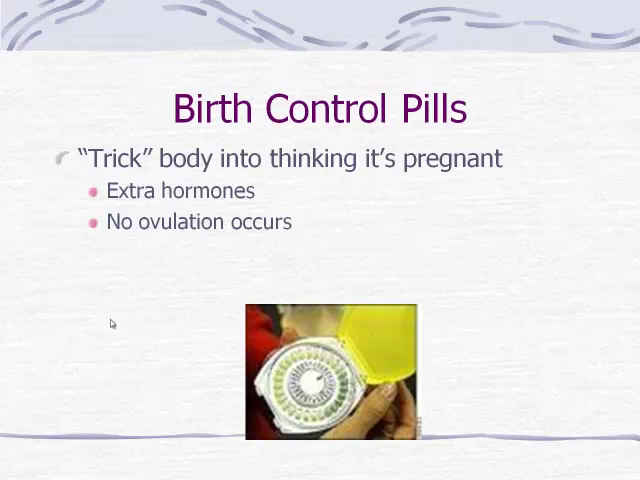 Birth Control Pills
“Trick” body into thinking it’s pregnant
Extra hormones
No ovulation occurs